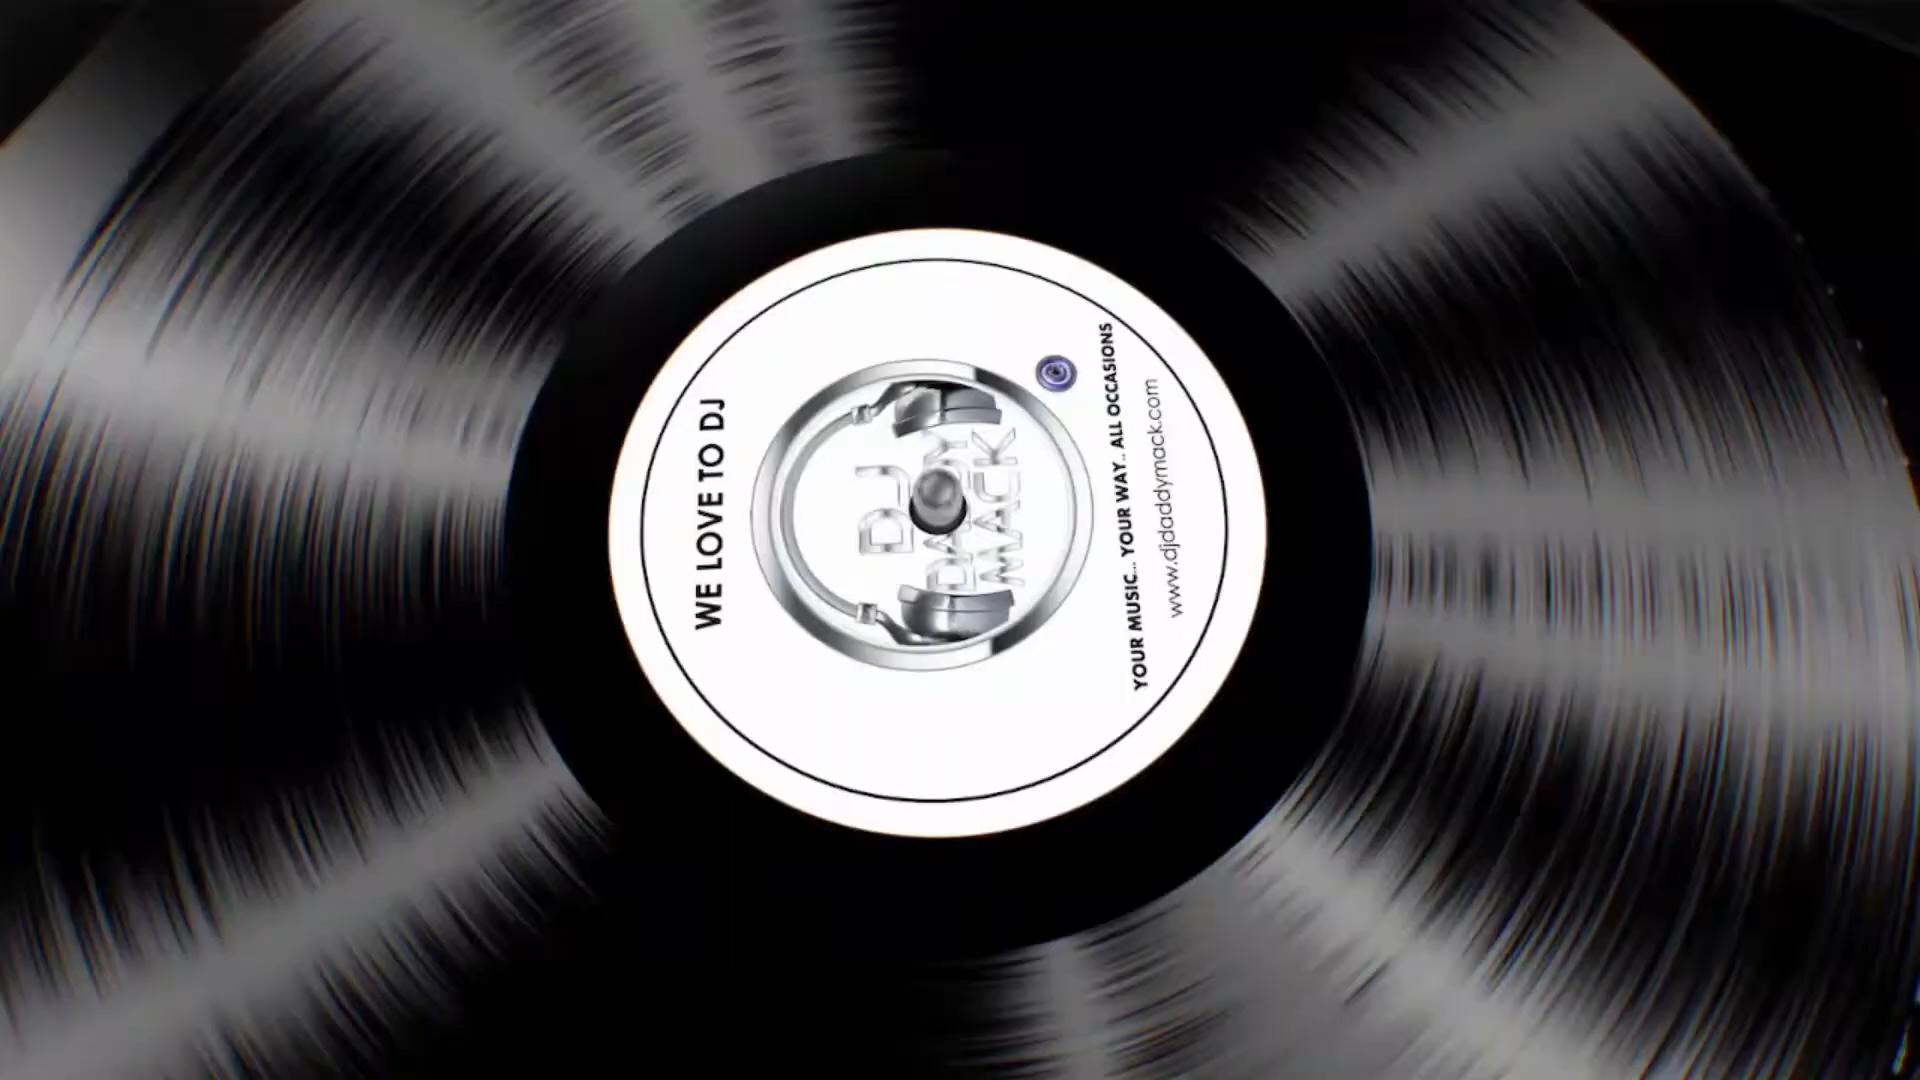 WE LOVE TO DJ
DJ
DADDY
MACK
YOUR MUSIC... YOUR WAY.. ALL OCCASIONS
www.djdaddymack.com